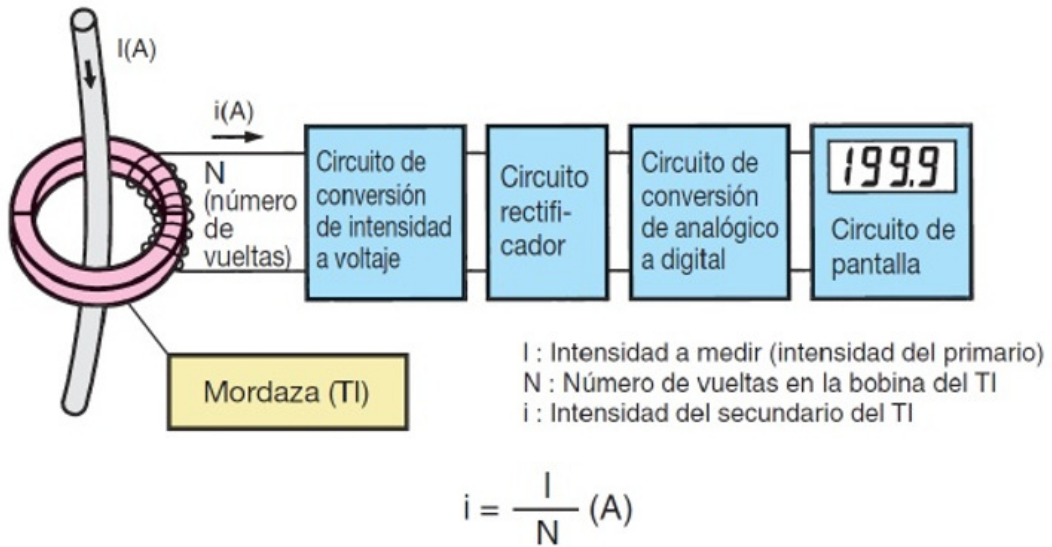 I(A)
i(A)
N
(número
de
vueltas)
Circuito de
conversión
de intensidad
a voltaje
Circuito
rectifi-
cador
Circuito de
conversión
de analógico
a digital
199.9
Circuito de
pantalla
Mordaza (TI)
I : Intensidad a medir (intensidad del primario)
N : Número de vueltas en la bobina del TI
i : Intensidad del secundario del TI
i = I/N (A)